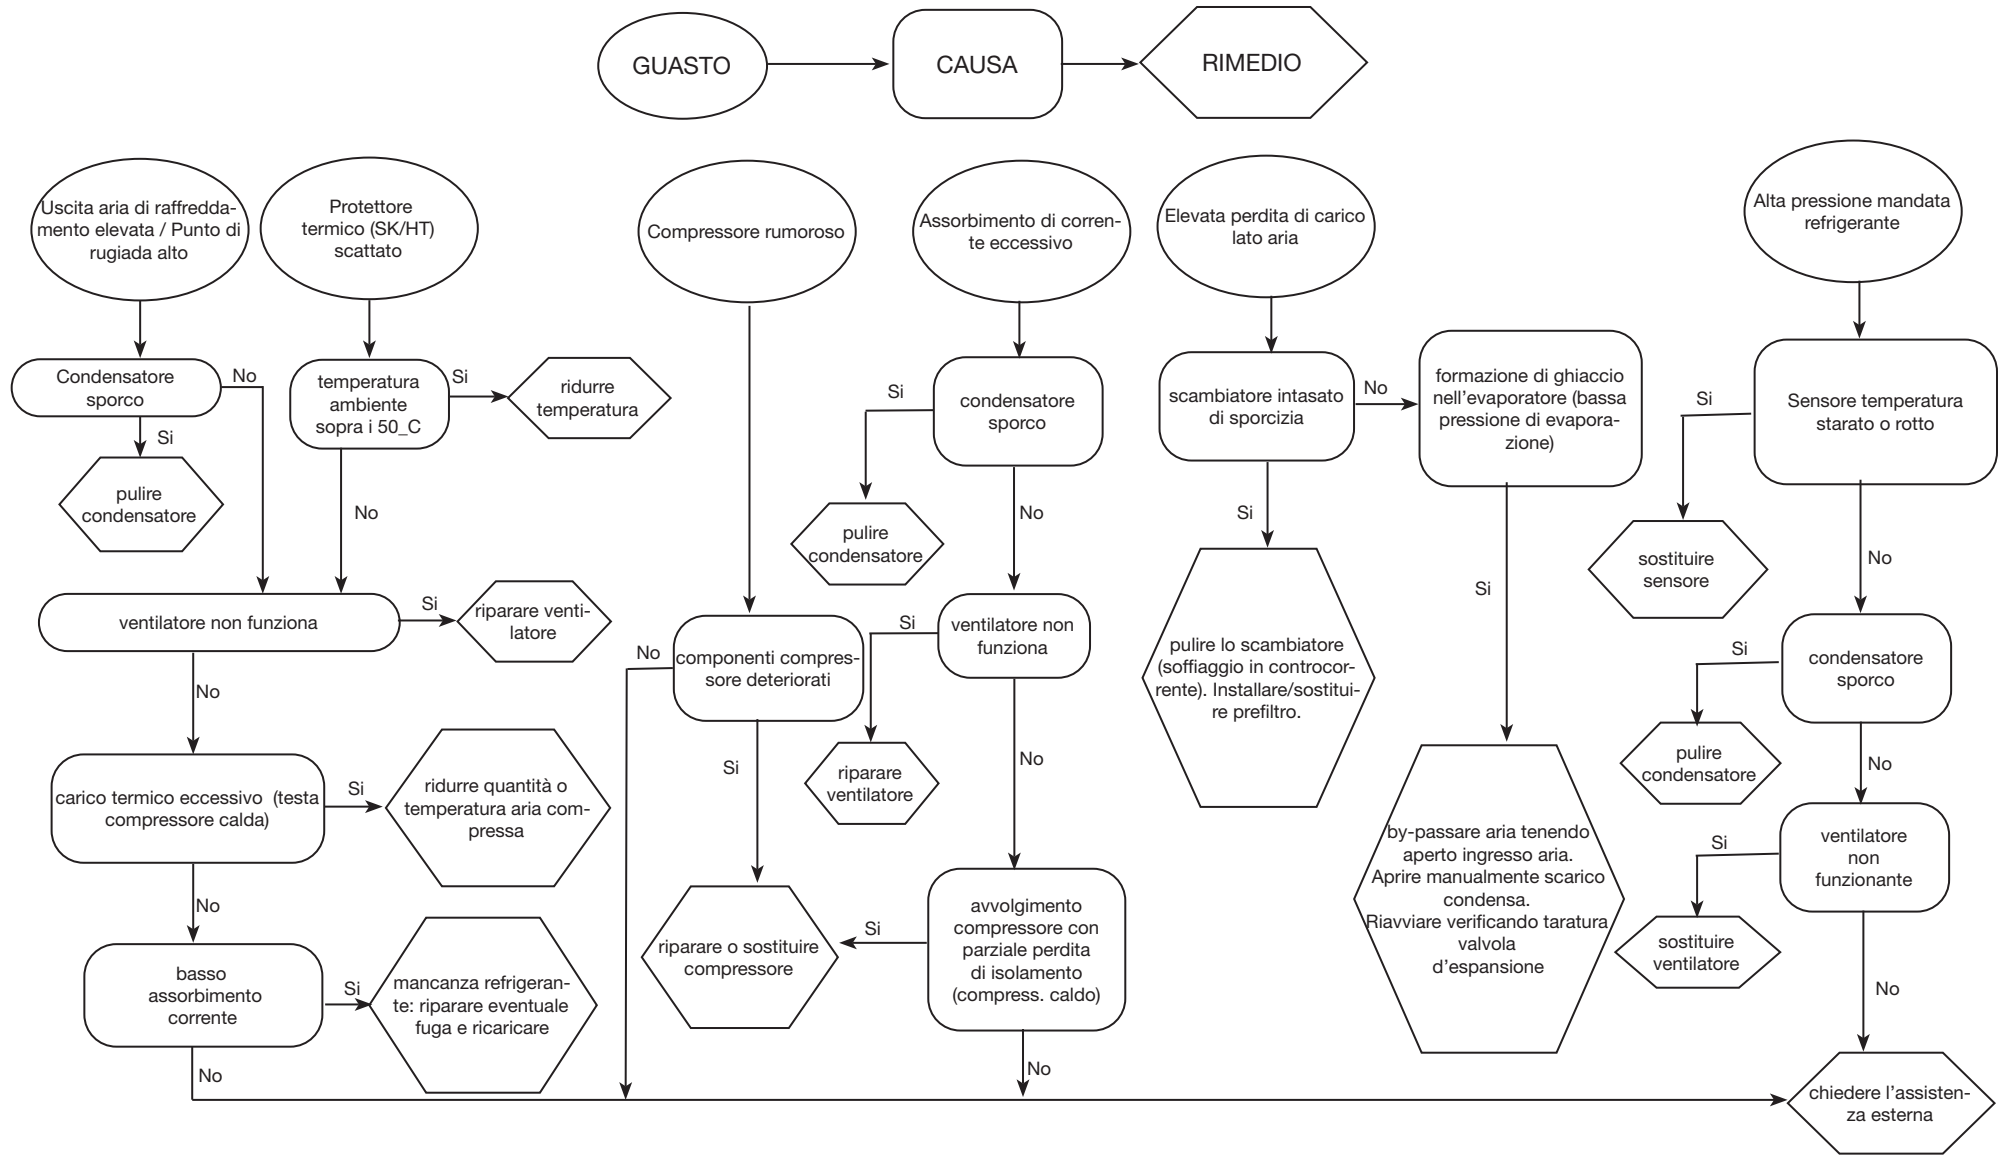 GUASTO
CAUSA
RIMEDIO
Uscita aria di raffredda-
mento elevata / Punto di
rugiada alto
Protettore
termico (SK/HT)
scattato
Compressore rumoroso
Assorbimento di corren-
te eccessivo
Elevata perdita di carico
lato aria
Alta pressione mandata
refrigerante
Condensatore
sporco
No
Si
pulire
condensatore
temperatura
ambiente
sopra i 50_C
Si
ridurre
temperatura
No
ventilatore non funziona
Si
riparare venti-
latore
No
carico termico eccessivo (testa
compressore calda)
Si
ridurre quantità o
temperatura aria com-
pressa
No
basso
assorbimento
corrente
Si
mancanza refrigeran-
te: riparare eventuale
fuga e ricaricare
No
componenti compres-
sore deteriorati
No
Si
riparare o sostituire
compressore
condensatore
sporco
Si
pulire
condensatore
No
ventilatore non
funziona
Si
riparare
ventilatore
No
avvolgimento
compressore con
parziale perdita
di isolamento
(compress. caldo)
Si
No
scambiatore intasato
di sporcizia
No
Si
pulire lo scambiatore
(soffiaggio in controcor-
rente). Installare/sostitui-
re prefiltro.
formazione di ghiaccio
nell'evaporatore (bassa
pressione di evapora-
zione)
Si
by-passare aria tenendo
aperto ingresso aria.
Aprire manualmente scarico
condensa.
Riavviare verificando taratura
valvola
d'espansione
Sensore temperatura
starato o rotto
Si
sostituire
sensore
No
condensatore
sporco
Si
pulire
condensatore
No
ventilatore
non
funzionante
Si
sostituire
ventilatore
No
chiedere l'assisten-
za esterna